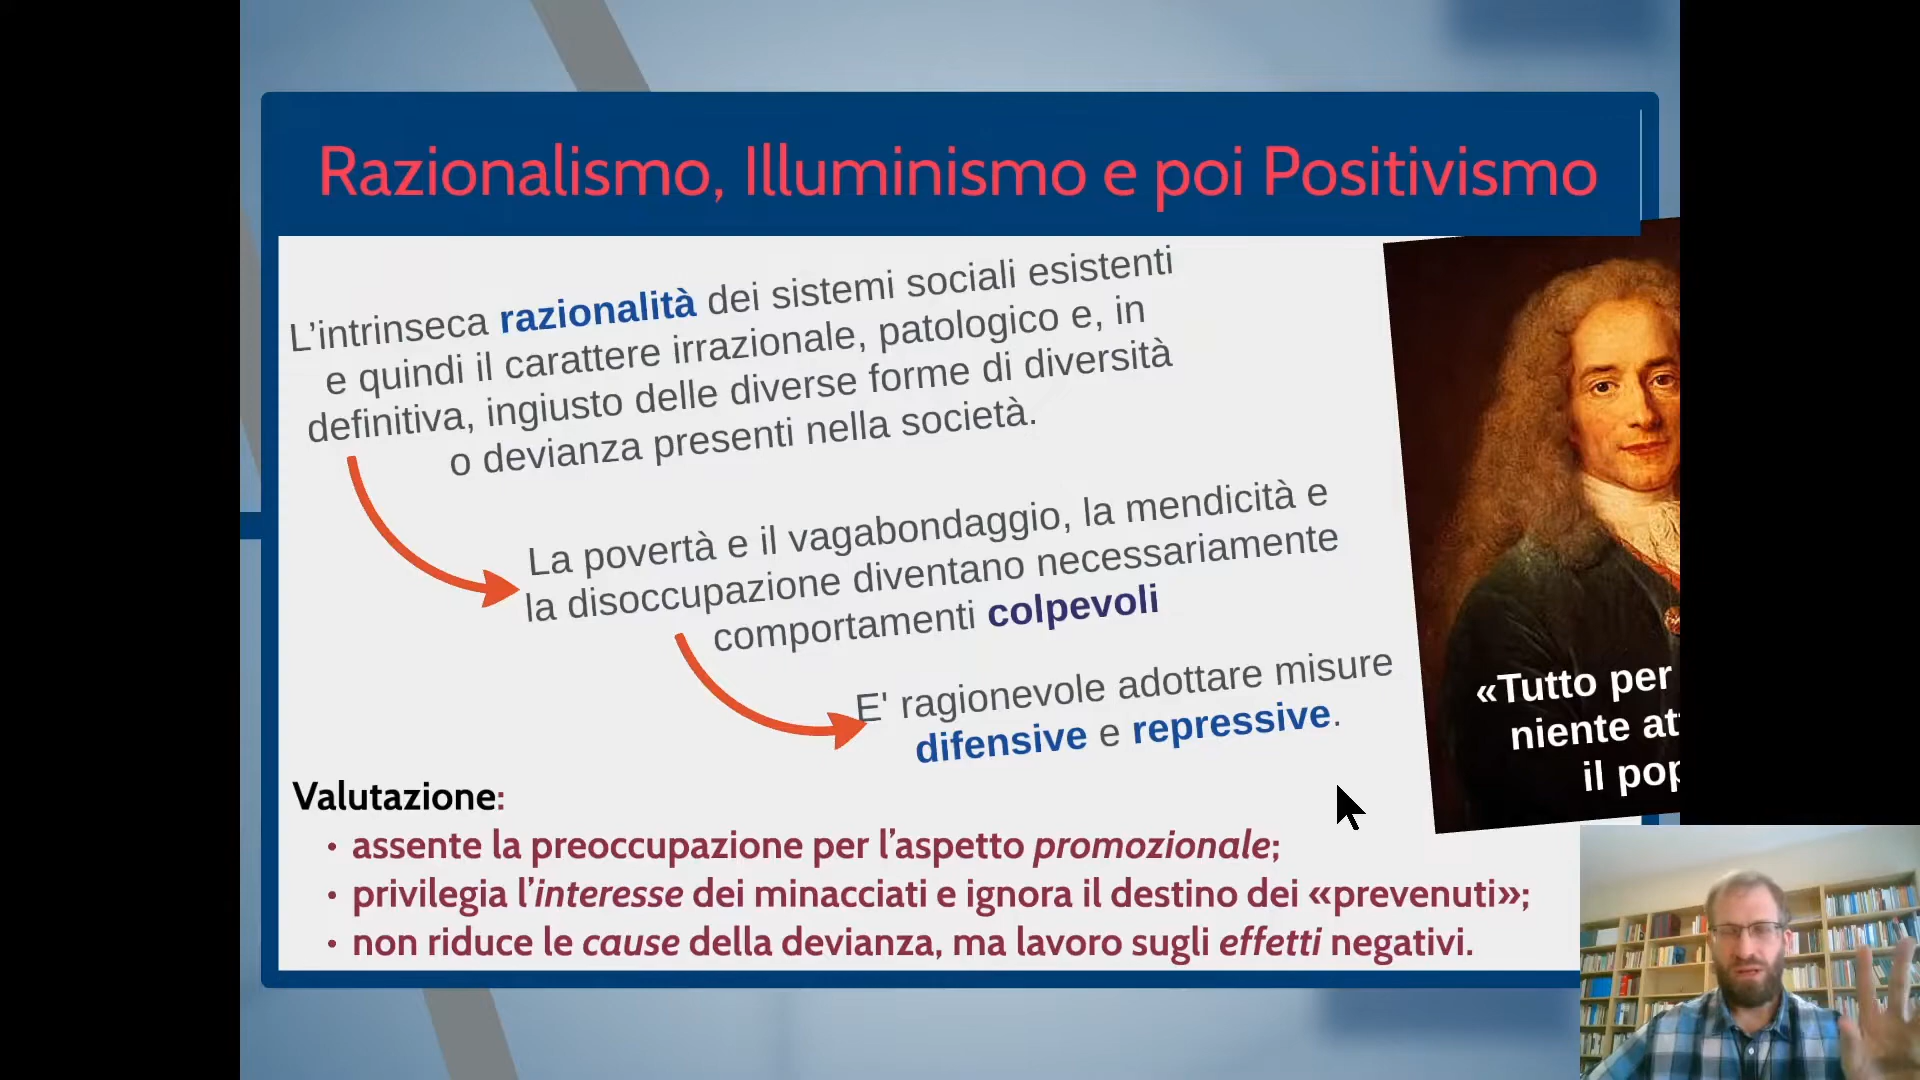 Razionalismo, Illuminismo e poi Positivismo
L’intrinseca razionalità dei sistemi sociali esistenti
e quindi il carattere irrazionale, patologico e, in
definitiva, ingiusto delle diverse forme di diversità
o devianza presenti nella società.
La povertà e il vagabondaggio, la mendicità e
la disoccupazione diventano necessariamente
comportamenti colpevoli
E' ragionevole adottare misure
difensive e repressive.
«Tutto per
niente
il
Valutazione:
• assente la preoccupazione per l’aspetto promozionale;
• privilegia l’interesse dei minacciati e ignora il destino dei «prevenuti»;
• non riduce le cause della devianza, ma lavoro sugli effetti negativi.